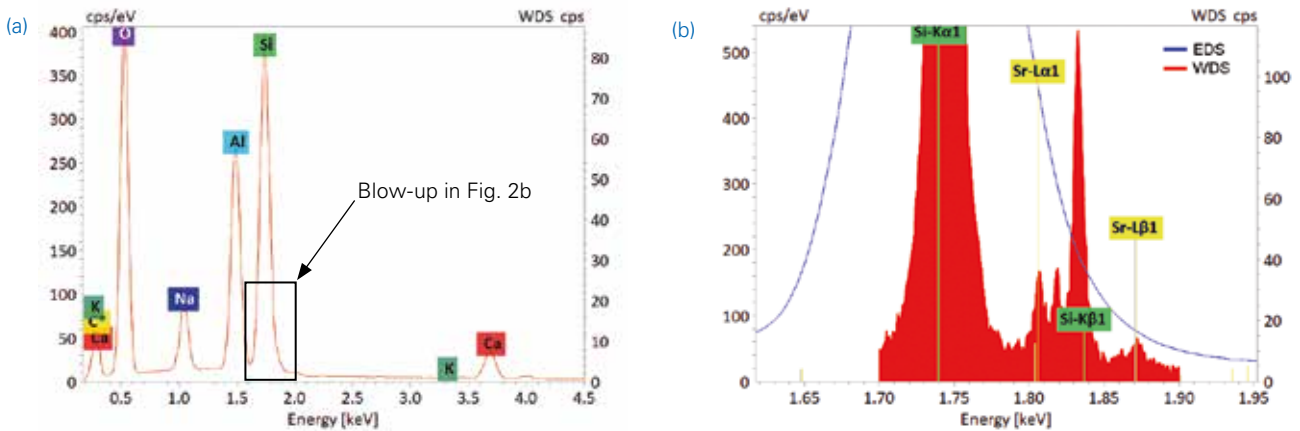 (a)
cps/eV
WDS cps
400
350
300
250
200
150
100
50
0
80
70
60
50
40
30
20
10
0
O
Si
Al
Na
K
C*
Ca
K
Ca
Blow-up in Fig. 2b
0.5 1.0 1.5 2.0 2.5 3.0 3.5 4.0 4.5
Energy [keV]
(b)
cps/eV
WDS cps
500
400
300
200
100
0
100
80
60
40
20
0
Si-Kα1
Sr-Lα1
EDS
WDS
Sr-Lβ1
Si-Kβ1
1.65 1.70 1.75 1.80 1.85 1.90 1.95
Energy [keV]